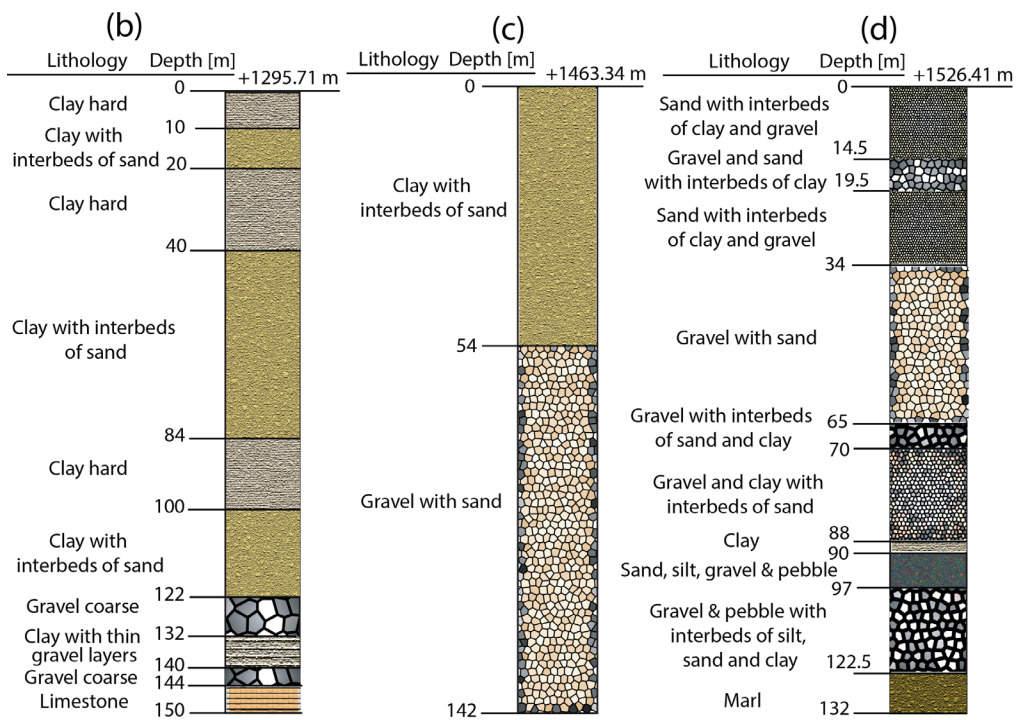 (b)
Lithology Depth [m]
+1295.71 m
0
Clay hard
10
Clay with
interbeds of sand
20
Clay hard
40
Clay with interbeds
of sand
84
Clay hard
100
Clay with
interbeds of sand
122
Gravel coarse
132
Clay with thin
gravel layers
140
Gravel coarse
144
Limestone
150
(c)
Lithology Depth [m]
+1463.34 m
0
Clay with
interbeds of sand
54
Gravel with sand
142
(d)
Lithology Depth [m]
+1526.41 m
0
Sand with interbeds
of clay and gravel
14.5
Gravel and sand
with interbeds of clay
19.5
Sand with interbeds
of clay and gravel
34
Gravel with sand
Gravel with interbeds
of sand and clay
65
70
Gravel and clay with
interbeds of sand
88
Clay
90
Sand, silt, gravel & pebble
97
Gravel & pebble with
interbeds of silt,
sand and clay
122.5
Marl
132